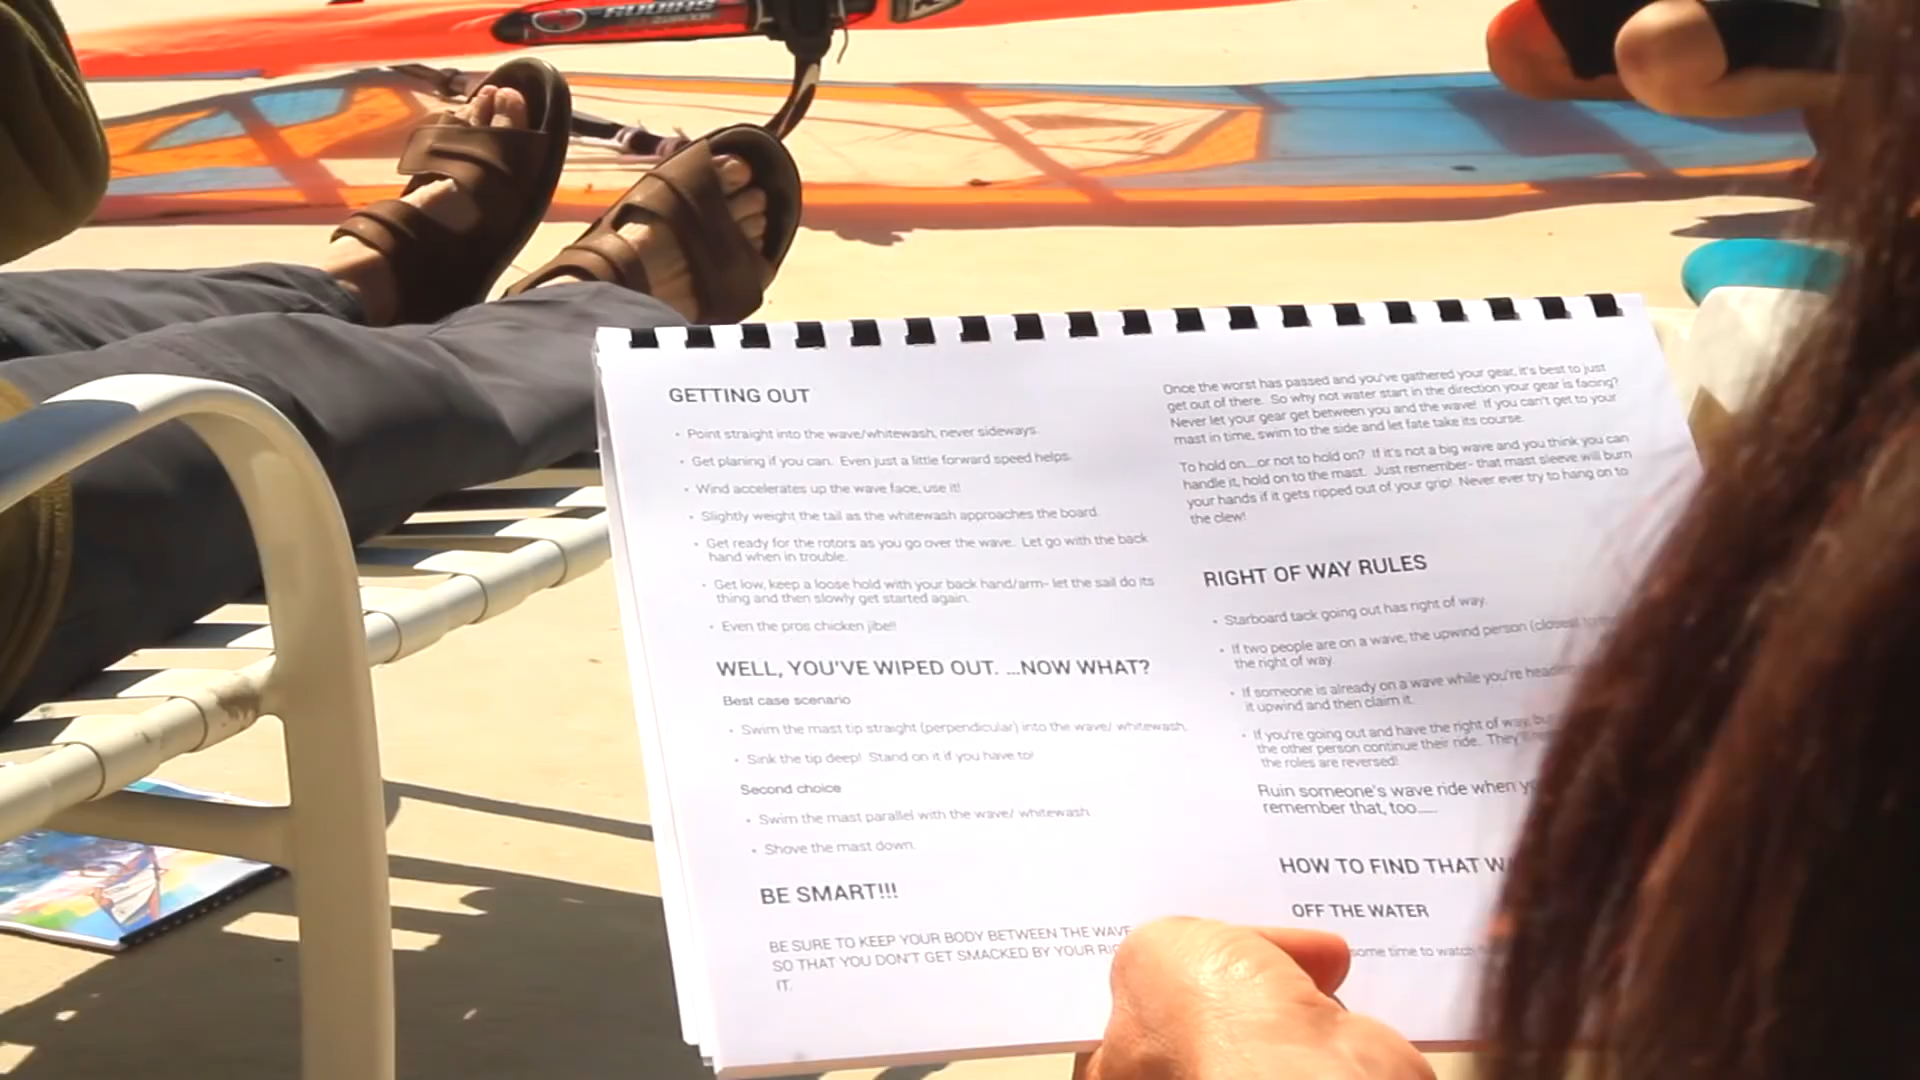 GETTING OUT
• Point straight into the wave/whitewash, never sideways.
• Get planing if you can. Even just a little forward speed helps.
• Wind accelerates up the wave face, use it!
• Slightly weight the tail as the whitewash approaches the board.
• Get ready for the rotors as you go over the wave. Let go with the back
hand when in trouble.
• Get low, keep a loose hold with your back hand/arm- let the sail do its
thing and then slowly get started again.
• Even the pros chicken jibe!!
WELL, YOU'VE WIPED OUT. ...NOW WHAT?
Best case scenario
• Swim the mast tip straight (perpendicular) into the wave/ whitewash.
• Sink the tip deep! Stand on it if you have to!
Second choice
• Swim the mast parallel with the wave/ whitewash.
• Shove the mast down.
BE SMART!!!
BE SURE TO KEEP YOUR BODY BETWEEN THE WAVE
SO THAT YOU DON'T GET SMACKED BY YOUR
IT.
Once the worst has passed and you've gathered your gear, it's best to just
get out of there. So why not water start in the direction your gear is facing?
Never let your gear get between you and the wave! If you can't get to your
mast in time, swim to the side and let fate take its course.
To hold on....or not to hold on? If it's not a big wave and you think you can
handle it, hold on to the mast. Just remember- that mast sleeve will burn
your hands if it gets ripped out of your grip! Never ever try to hang on to
the clew!
RIGHT OF WAY RULES
• Starboard tack going out has right of way.
• If two people are on a wave, the upwind person (closest
the right of way.
• If someone is already on a wave while you're heading
it upwind and then claim it.
• If you're going out and have the right of way, but
the other person continue their ride. They'll
the roles are reversed!
Ruin someone's wave ride when
remember that, too.....
HOW TO FIND THAT
OFF THE WATER
some time to watch